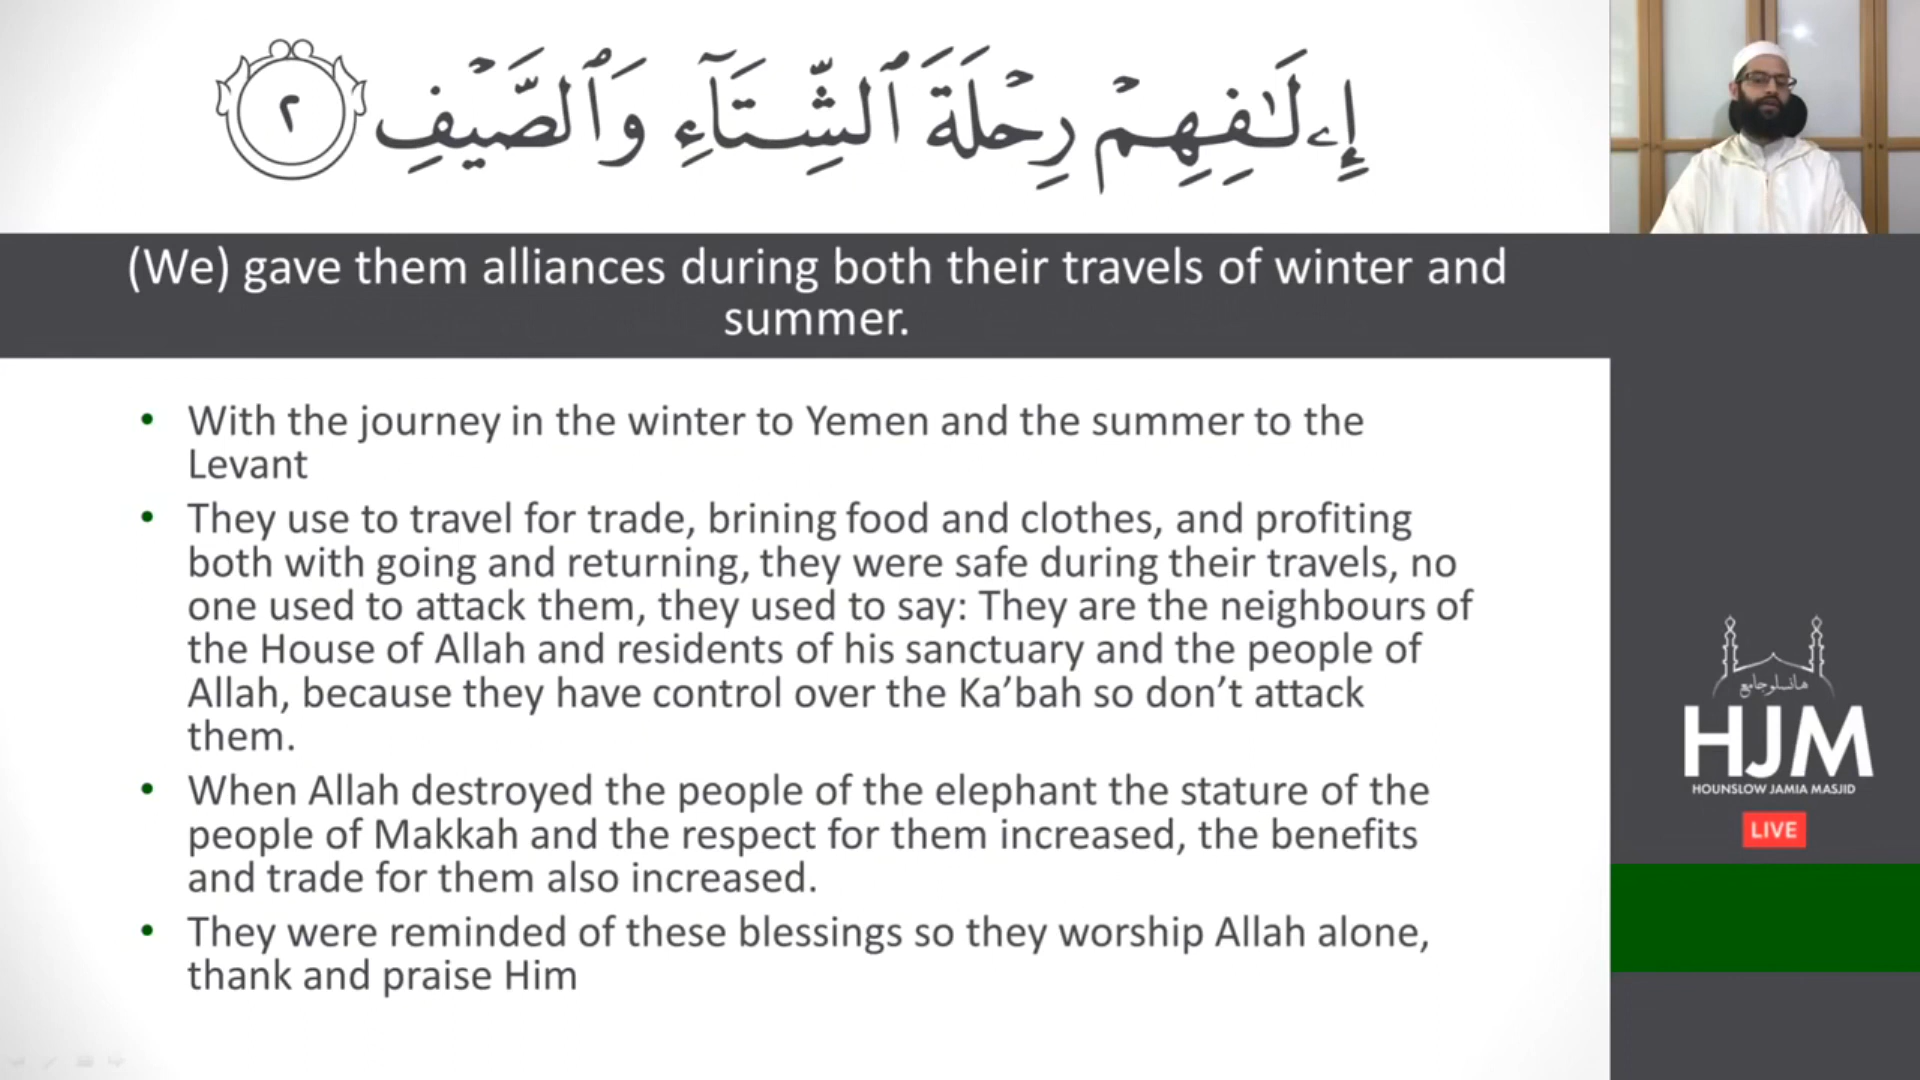 إِۦلَـٰفِهِمْ رِحْلَةَ ٱلشِّتَآءِ وَٱلصَّيْفِ ٢
(We) gave them alliances during both their travels of winter and
summer.
• With the journey in the winter to Yemen and the summer to the
Levant
• They use to travel for trade, brining food and clothes, and profiting
both with going and returning, they were safe during their travels, no
one used to attack them, they used to say: They are the neighbours of
the House of Allah and residents of his sanctuary and the people of
Allah, because they have control over the Ka’bah so don’t attack
them.
• When Allah destroyed the people of the elephant the stature of the
people of Makkah and the respect for them increased, the benefits
and trade for them also increased.
• They were reminded of these blessings so they worship Allah alone,
thank and praise Him
هانسلو جامع
HJM
HOUNSLOW JAMIA MASJID
LIVE